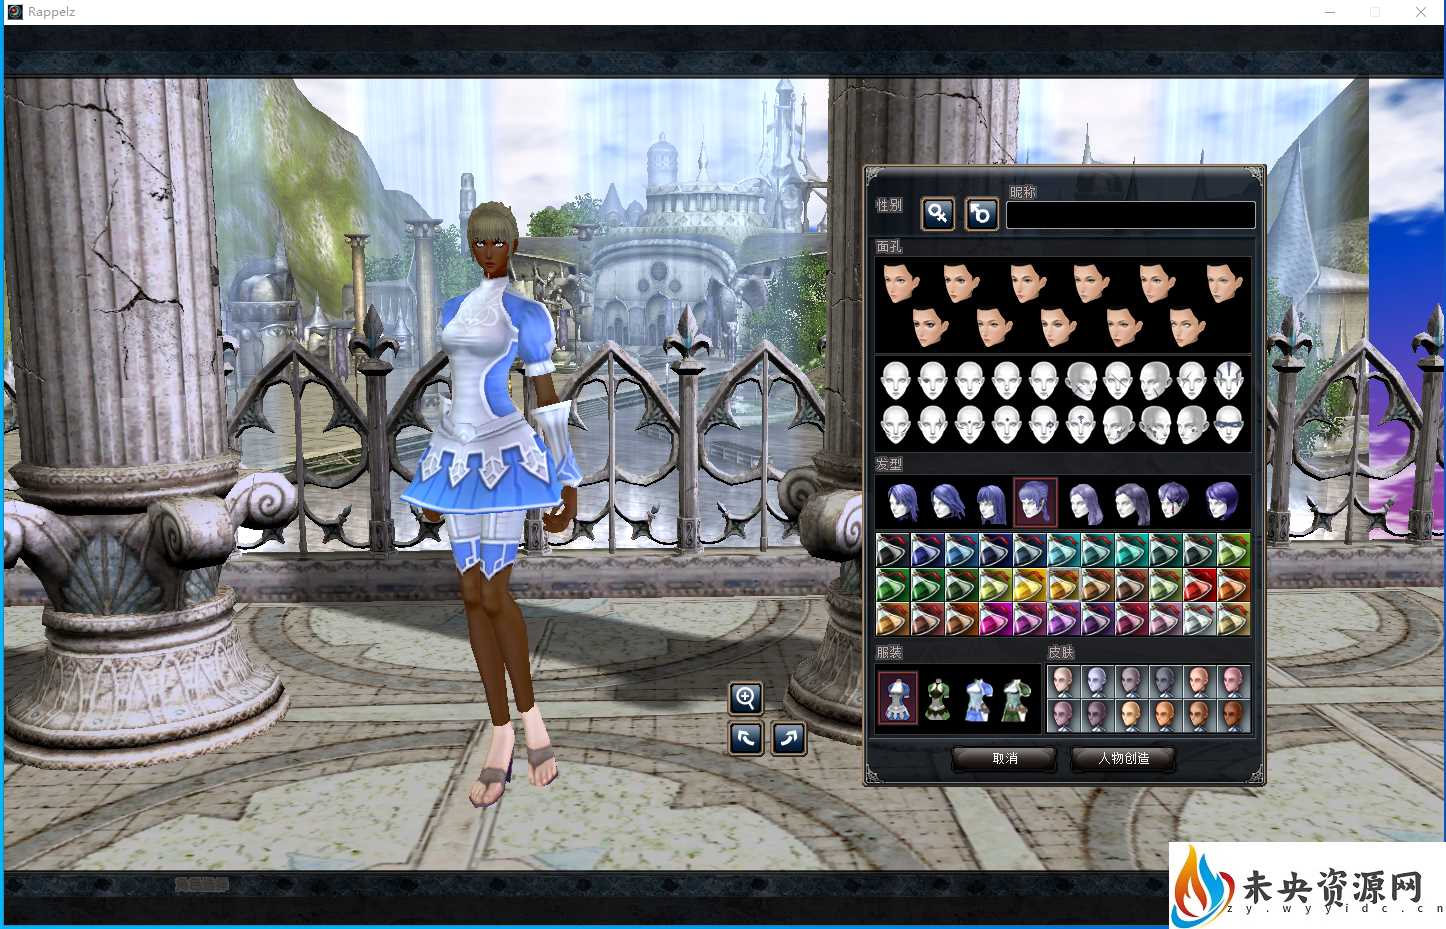 Rappelz
昵称
性别
面孔
发型
服装
皮肤
取消
人物创造
未央资源网
zy.wyyidc.cn